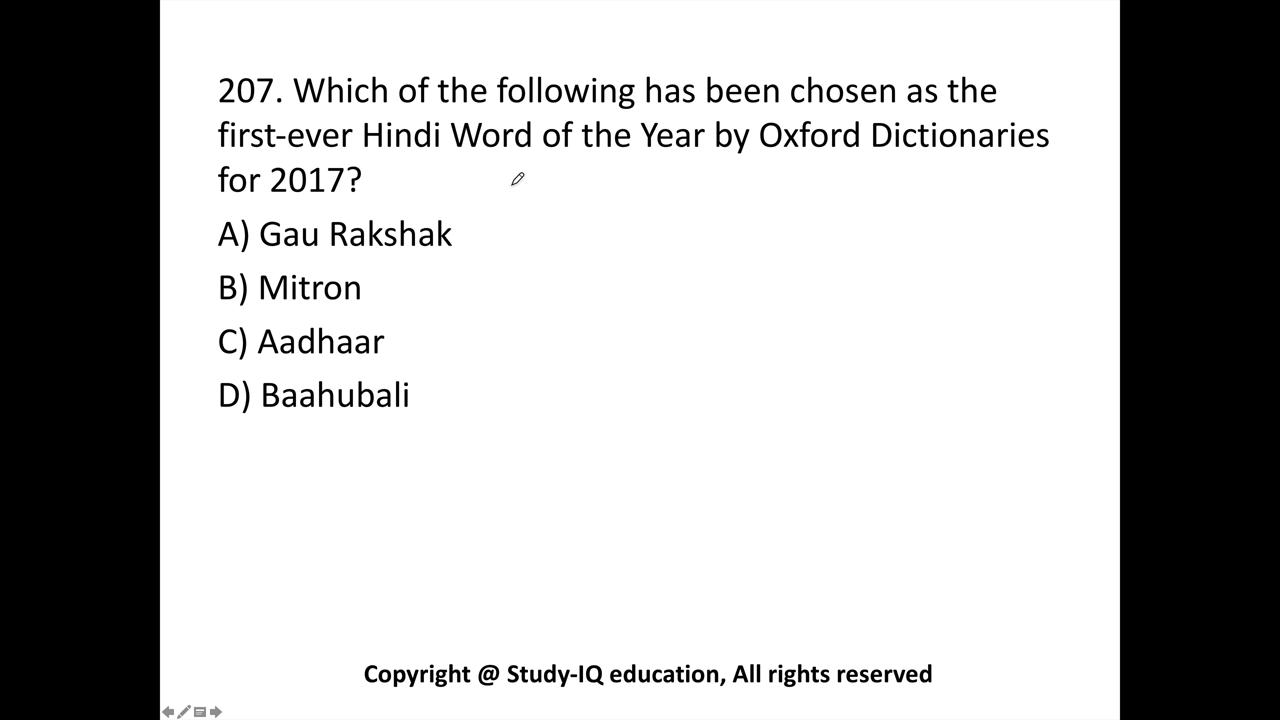 207. Which of the following has been chosen as the
first-ever Hindi Word of the Year by Oxford Dictionaries
for 2017?
A) Gau Rakshak
B) Mitron
C) Aadhaar
D) Baahubali
Copyright @ Study-IQ education, All rights reserved